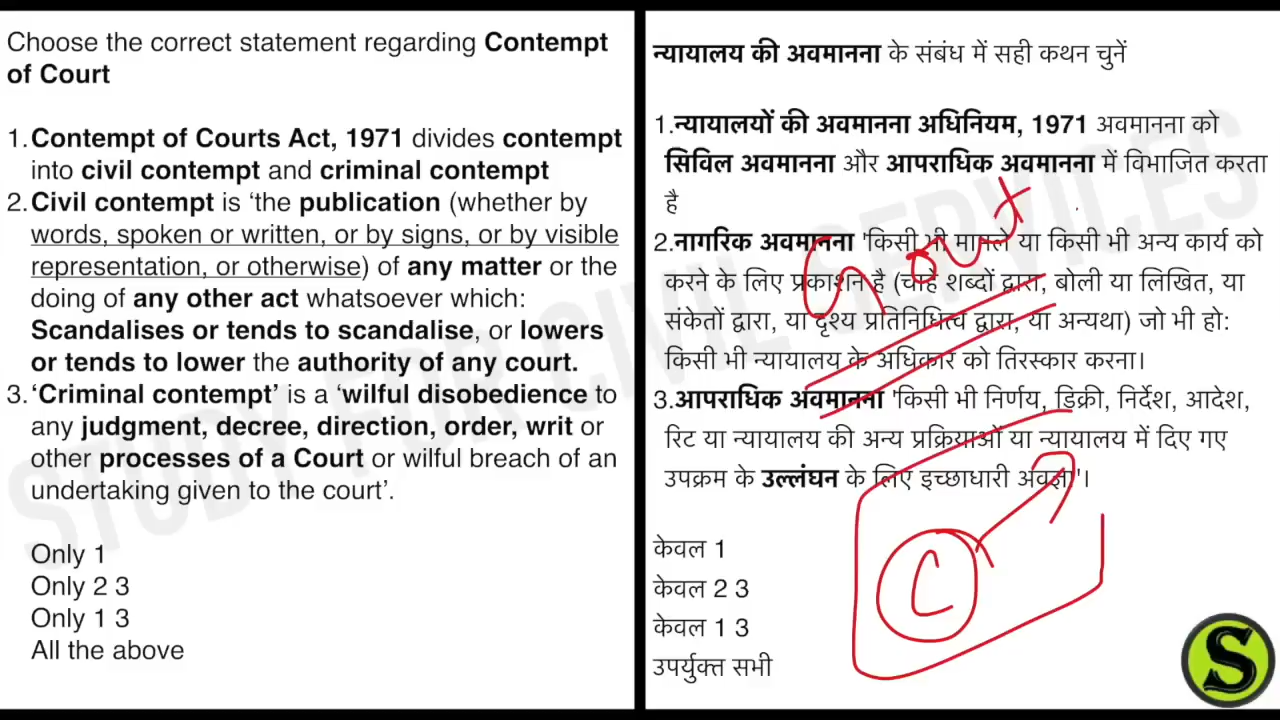 Choose the correct statement regarding Contempt
of Court
1. Contempt of Courts Act, 1971 divides contempt
into civil contempt and criminal contempt
2. Civil contempt is ‘the publication (whether by
words, spoken or written, or by signs, or by visible
representation, or otherwise) of any matter or the
doing of any other act whatsoever which:
Scandalises or tends to scandalise, or lowers
or tends to lower the authority of any court.
3. ‘Criminal contempt’ is a ‘wilful disobedience to
any judgment, decree, direction, order, writ or
other processes of a Court or wilful breach of an
undertaking given to the court’.
Only 1
Only 2 3
Only 1 3
All the above
न्यायालय की अवमानना के संबंध में सही कथन चुनें
1.न्यायालयों की अवमानना अधिनियम, 1971 अवमानना को
सिविल अवमानना और आपराधिक अवमानना में विभाजित करता
है
2.नागरिक अवमानना 'किसी भी मामले या किसी भी अन्य कार्य को
करने के लिए प्रकाशन है (चाहे शब्दों द्वारा, बोली या लिखित, या
संकेतों द्वारा, या दृश्य प्रतिनिधित्व द्वारा, या अन्यथा) जो भी हो:
किसी भी न्यायालय के अधिकार को तिरस्कार करना।
3.आपराधिक अवमानना 'किसी भी निर्णय, डिक्री, निर्देश, आदेश,
रिट या न्यायालय की अन्य प्रक्रियाओं या न्यायालय में दिए गए
उपक्रम के उल्लंघन के लिए इच्छाधारी अवज्ञा'।
केवल 1
केवल 2 3
केवल 1 3
उपर्युक्त सभी
Gout
C
STUDY FOR CIVIL SERVICES
S